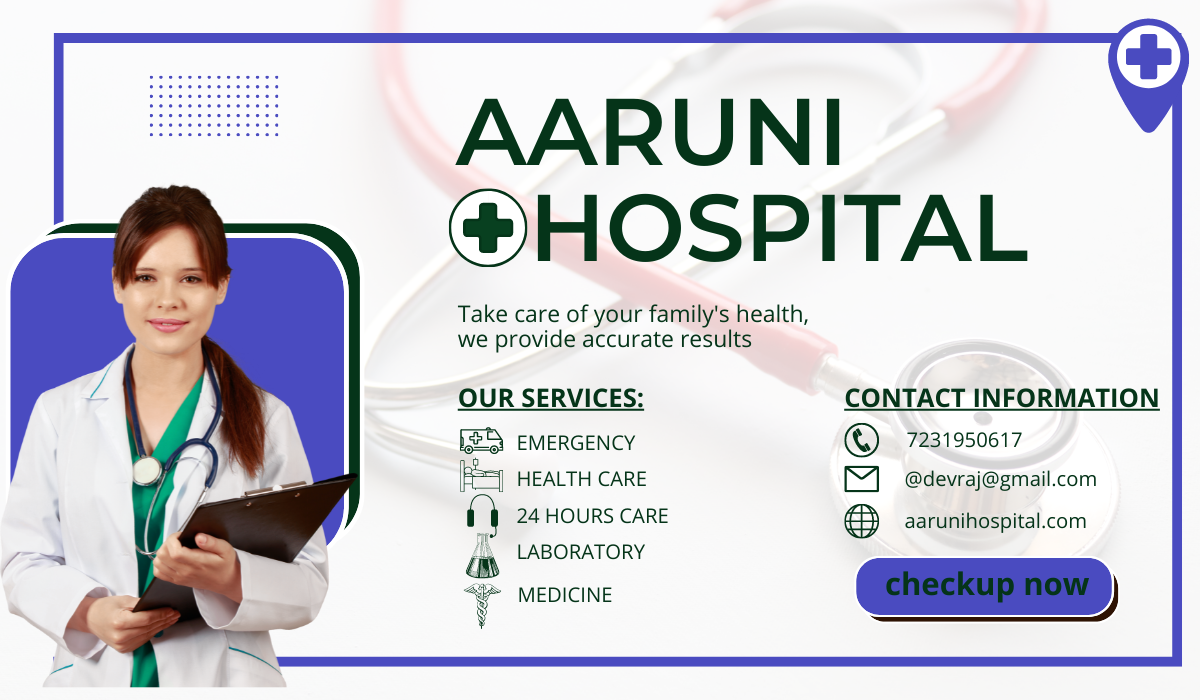 AARUNI
HOSPITAL
Take care of your family's health,
we provide accurate results
OUR SERVICES:
EMERGENCY
HEALTH CARE
24 HOURS CARE
LABORATORY
MEDICINE
CONTACT INFORMATION
7231950617
@devraj@gmail.com
aarunihospital.com
checkup now